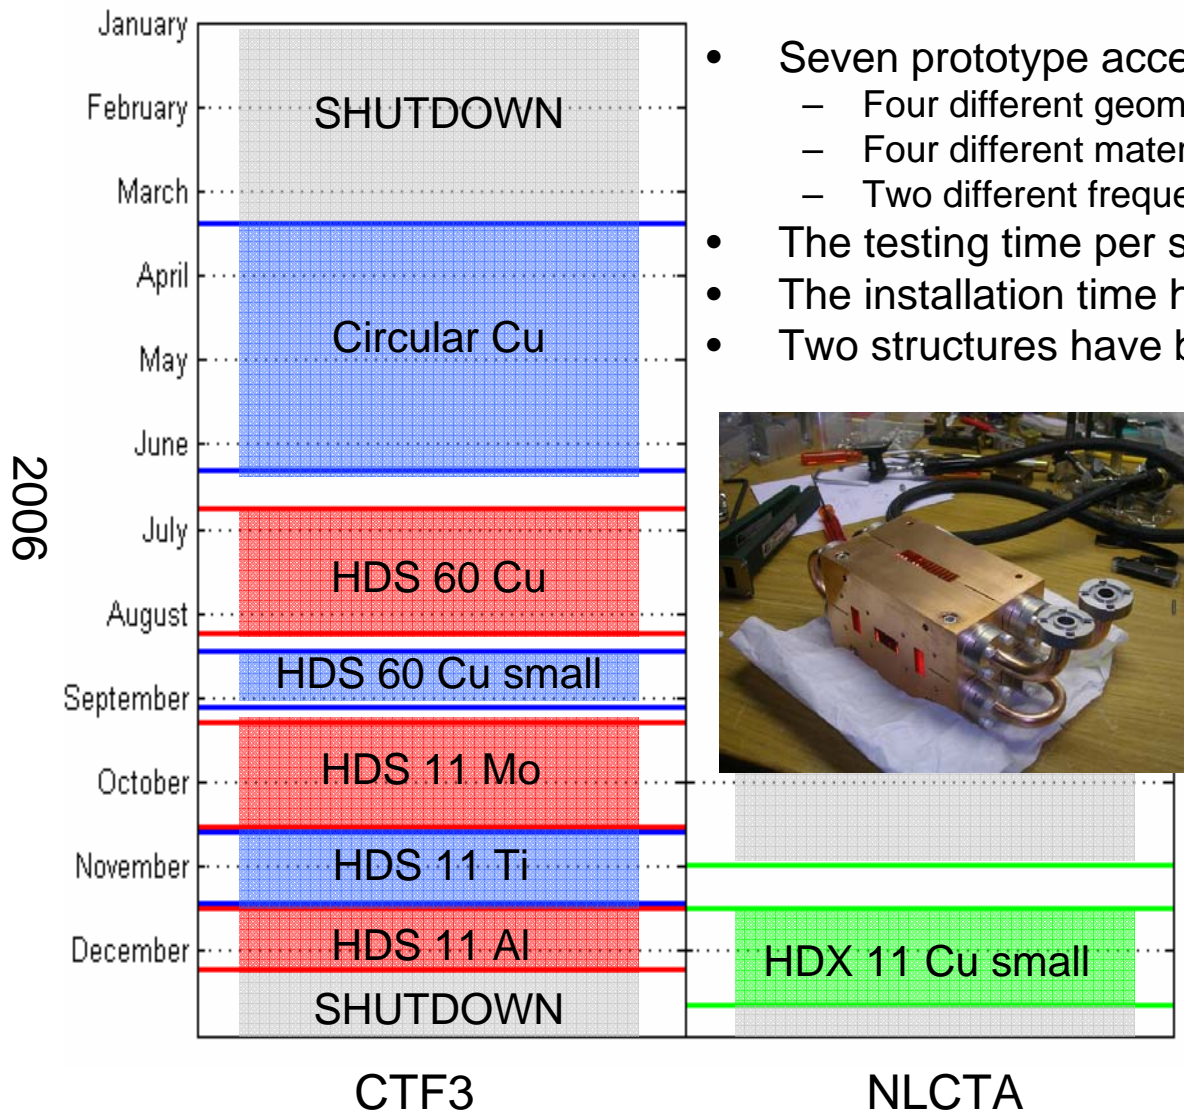 January
February
March
April
May
June
July
August
September
October
November
December
2006
SHUTDOWN
Circular Cu
HDS 60 Cu
HDS 60 Cu small
HDS 11 Mo
HDS 11 Ti
HDS 11 Al
SHUTDOWN
CTF3
• Seven prototype acce
– Four different geom
– Four different mater
– Two different freque
• The testing time per s
• The installation time h
• Two structures have b
HDX 11 Cu small
NLCTA